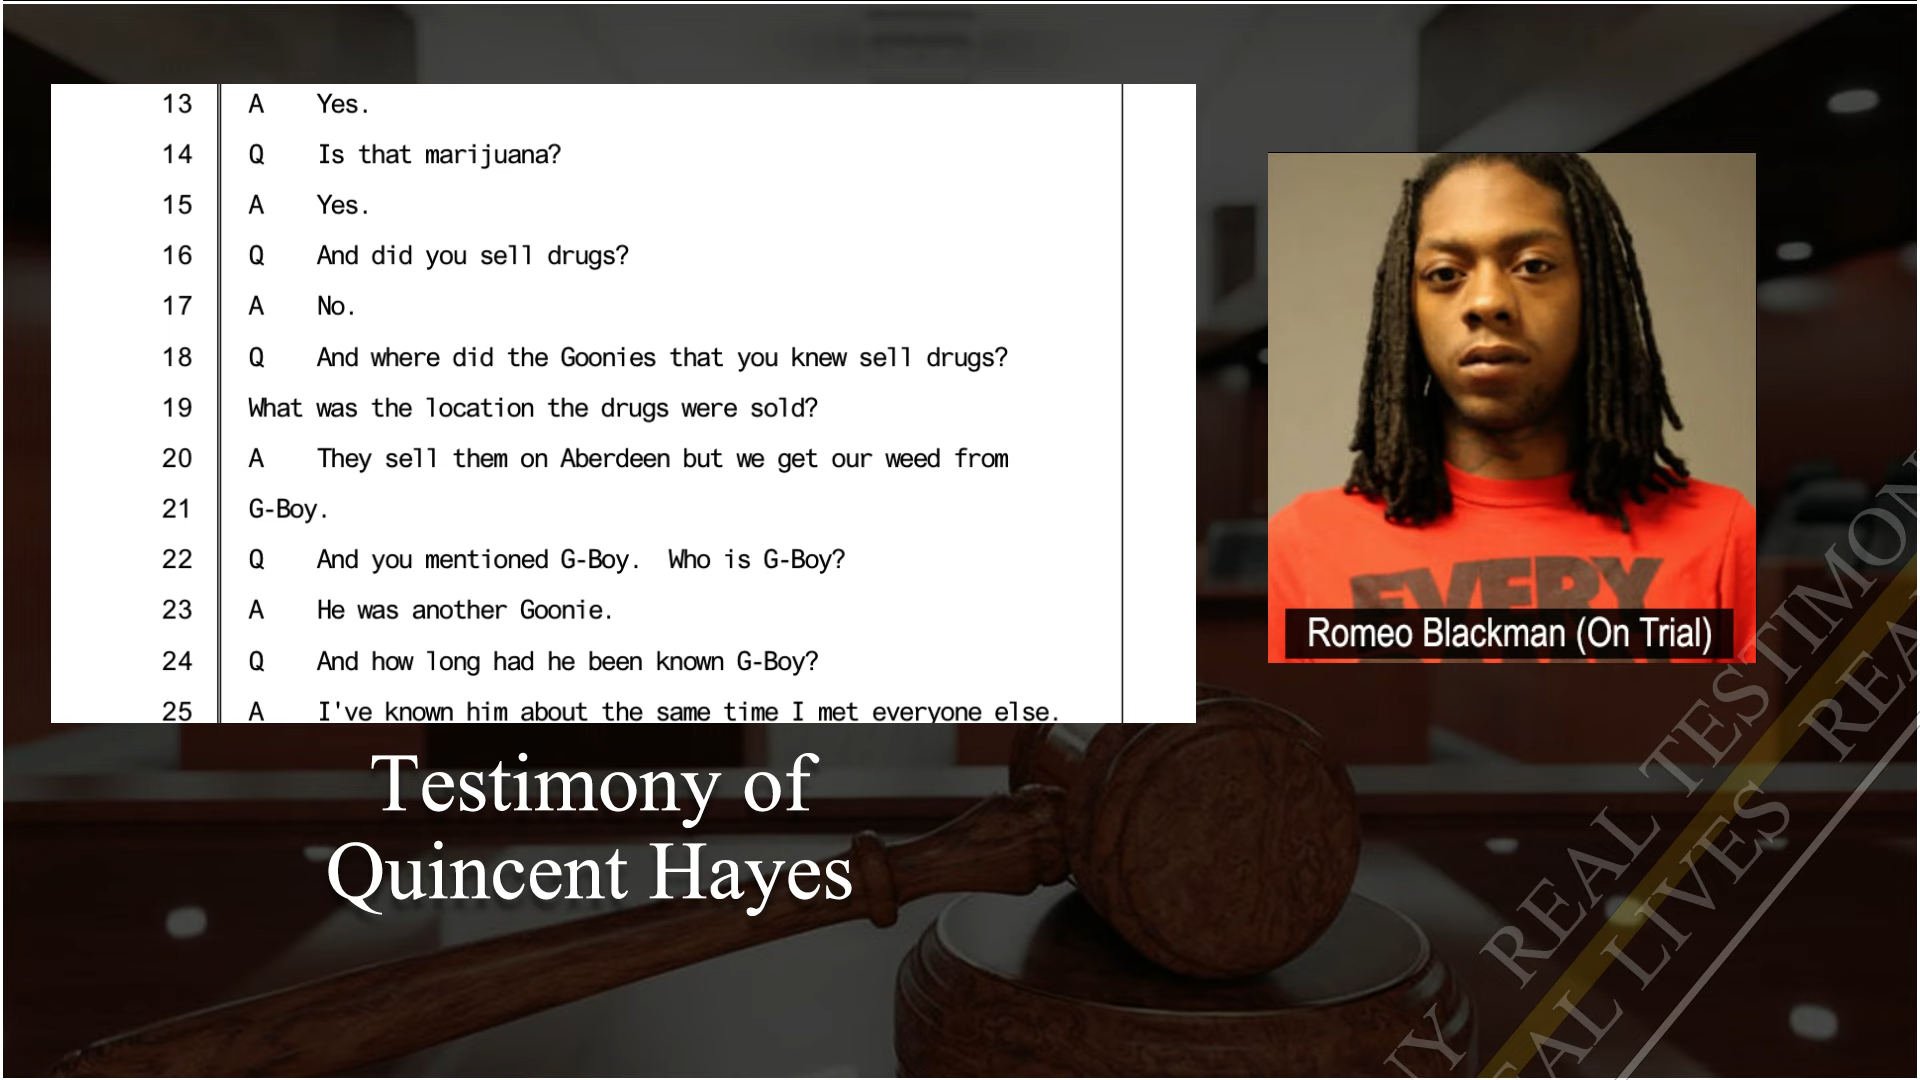 13 A Yes.
14 Q Is that marijuana?
15 A Yes.
16 Q And did you sell drugs?
17 A No.
18 Q And where did the Goonies that you knew sell drugs?
19 What was the location the drugs were sold?
20 A They sell them on Aberdeen but we get our weed from
21 G-Boy.
22 Q And you mentioned G-Boy.  Who is G-Boy?
23 A He was another Goonie.
24 Q And how long had he been known G-Boy?
25 A I've known him about the same time I met everyone else.
EVERY
Romeo Blackman (On Trial)
Testimony of
Quincent Hayes
REAL TESTIMON
REAL LIVES REA